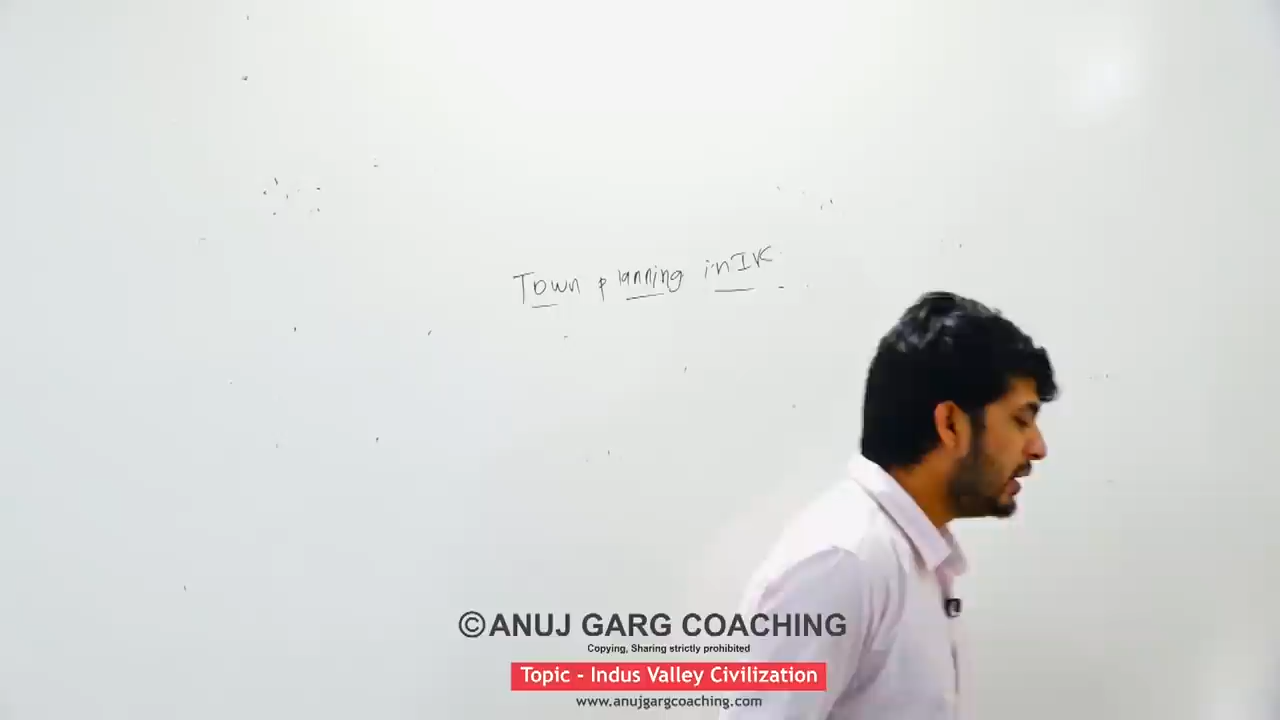 Town planning in IVC
©ANUJ GARG COACHING
Copying, Sharing strictly prohibited
Topic - Indus Valley Civilization
www.anujgargcoaching.com